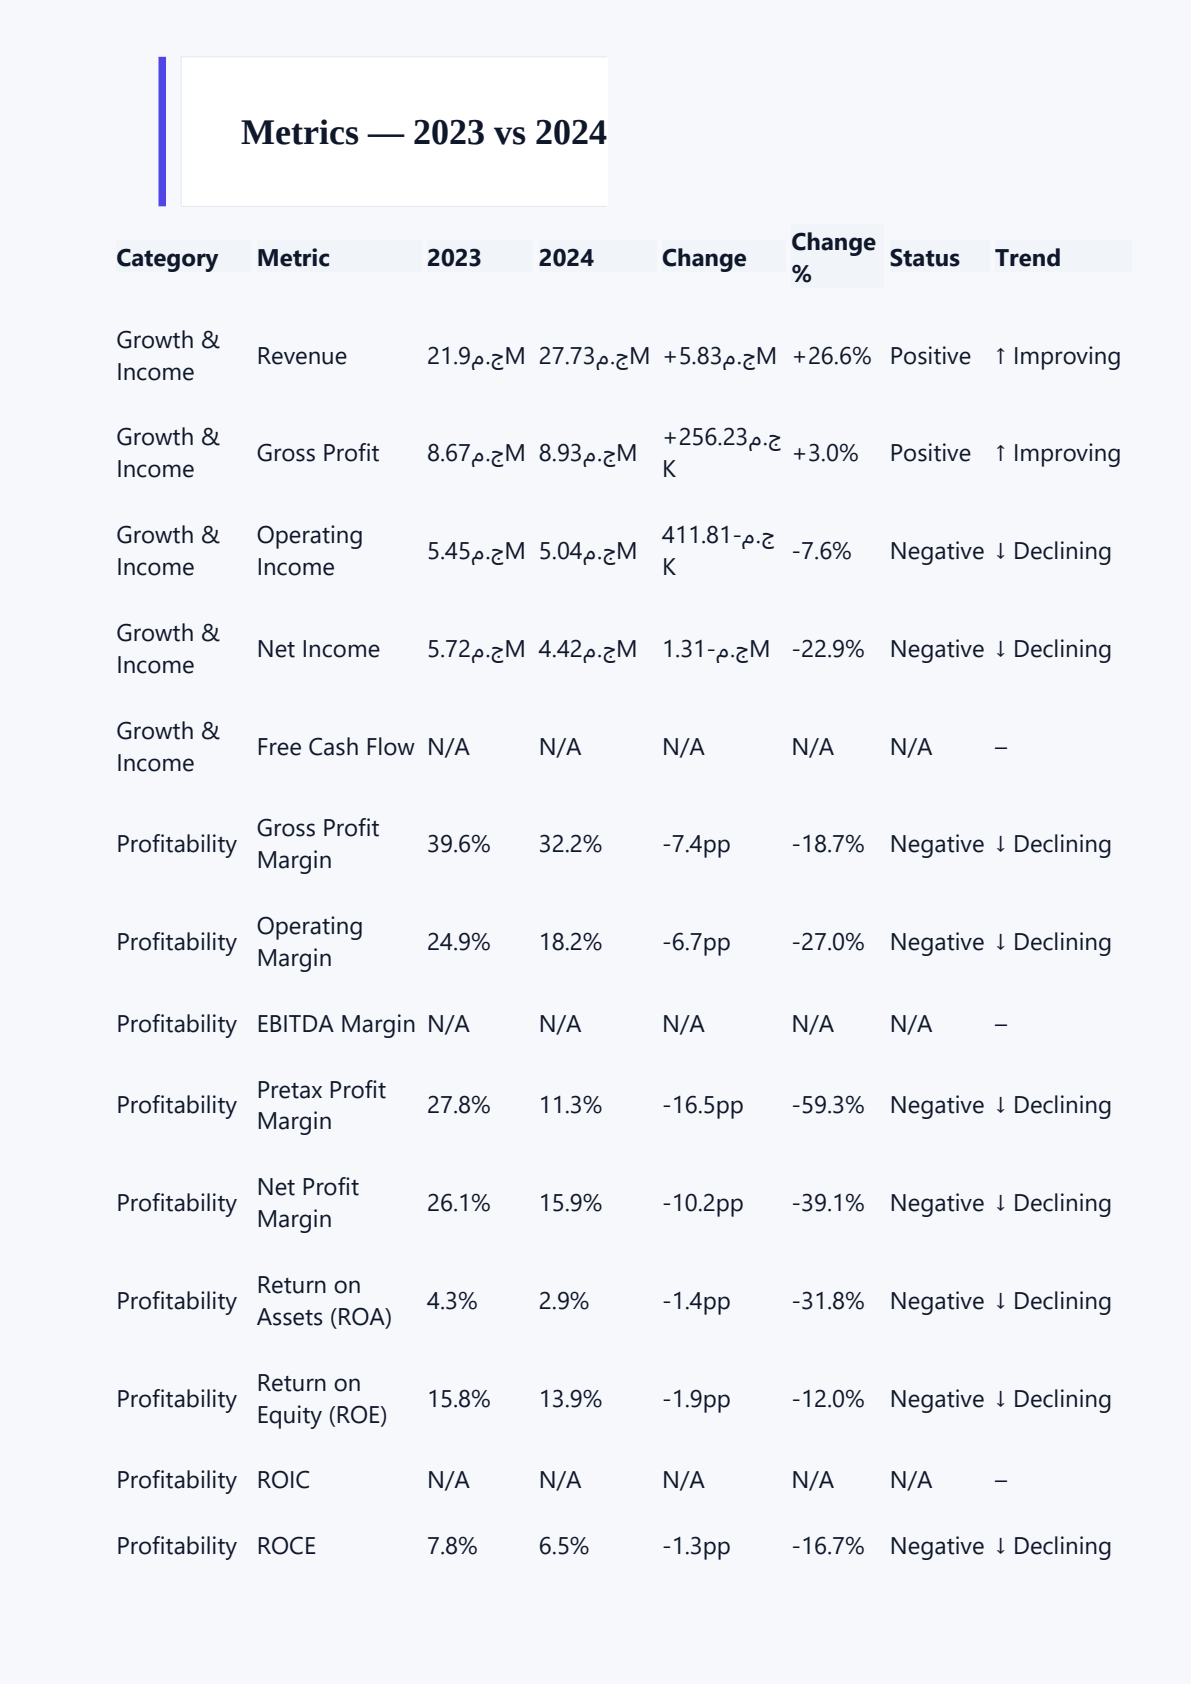 Metrics — 2023 vs 2024
Category Metric 2023 2024 Change Change % Status Trend
Growth & Income Revenue 21.9ج.مM 27.73ج.مM +5.83ج.مM +26.6% Positive ↑ Improving
Growth & Income Gross Profit 8.67ج.مM 8.93ج.مM +256.23ج.م K +3.0% Positive ↑ Improving
Growth & Income Operating Income 5.45ج.مM 5.04ج.مM 411.81-ج.م K -7.6% Negative ↓ Declining
Growth & Income Net Income 5.72ج.مM 4.42ج.مM 1.31-ج.مM -22.9% Negative ↓ Declining
Growth & Income Free Cash Flow N/A N/A N/A N/A N/A –
Profitability Gross Profit Margin 39.6% 32.2% -7.4pp -18.7% Negative ↓ Declining
Profitability Operating Margin 24.9% 18.2% -6.7pp -27.0% Negative ↓ Declining
Profitability EBITDA Margin N/A N/A N/A N/A N/A –
Profitability Pretax Profit Margin 27.8% 11.3% -16.5pp -59.3% Negative ↓ Declining
Profitability Net Profit Margin 26.1% 15.9% -10.2pp -39.1% Negative ↓ Declining
Profitability Return on Assets (ROA) 4.3% 2.9% -1.4pp -31.8% Negative ↓ Declining
Profitability Return on Equity (ROE) 15.8% 13.9% -1.9pp -12.0% Negative ↓ Declining
Profitability ROIC N/A N/A N/A N/A N/A –
Profitability ROCE 7.8% 6.5% -1.3pp -16.7% Negative ↓ Declining